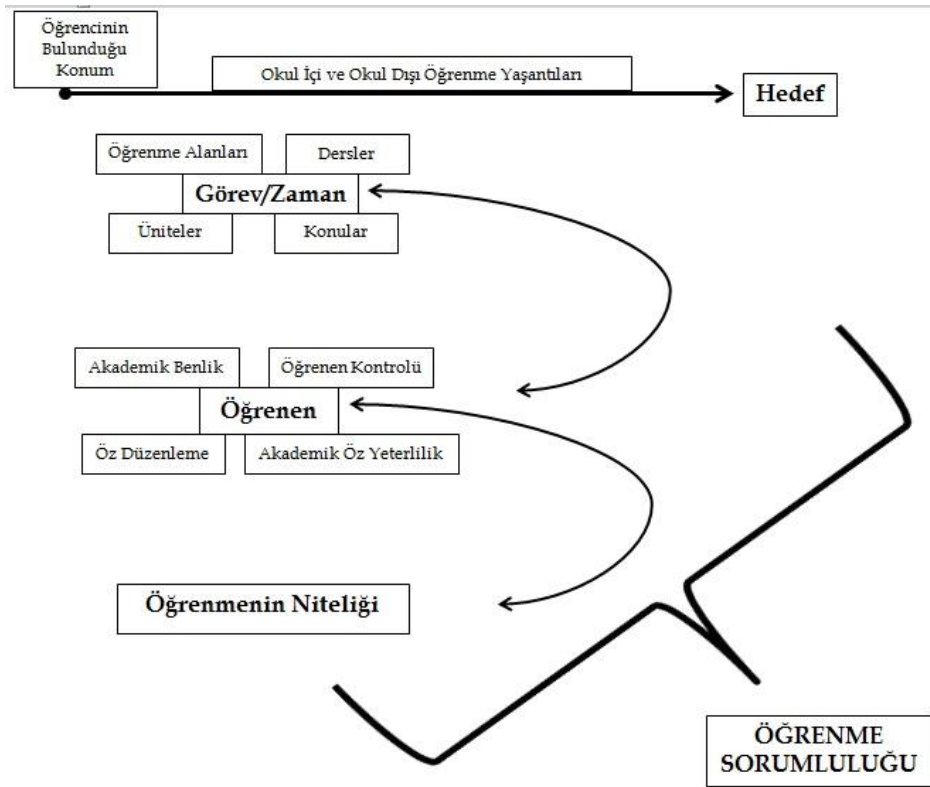 Öğrencinin
Bulunduğu
Konum
Okul İçi ve Okul Dışı Öğrenme Yaşantıları
Hedef
Öğrenme Alanları
Dersler
Görev/Zaman
Üniteler
Konular
Akademik Benlik
Öğrenen Kontrolü
Öğrenen
Öz Düzenleme
Akademik Öz Yeterlilik
Öğrenmenin Niteliği
ÖĞRENME
SORUMLULUĞU